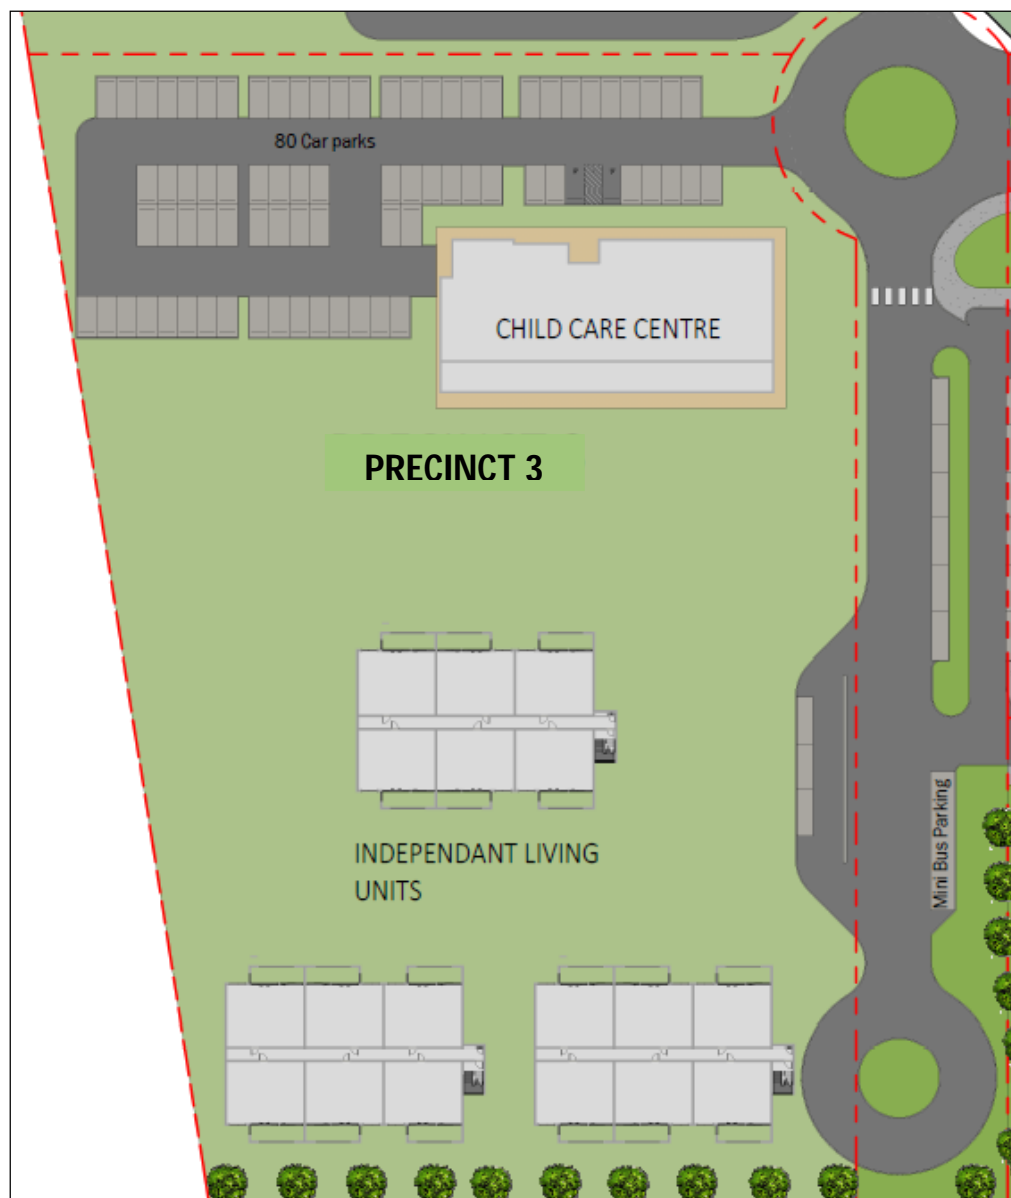 80 Car parks
CHILD CARE CENTRE
PRECINCT 3
Mini Bus Parking
INDEPENDANT LIVING
UNITS